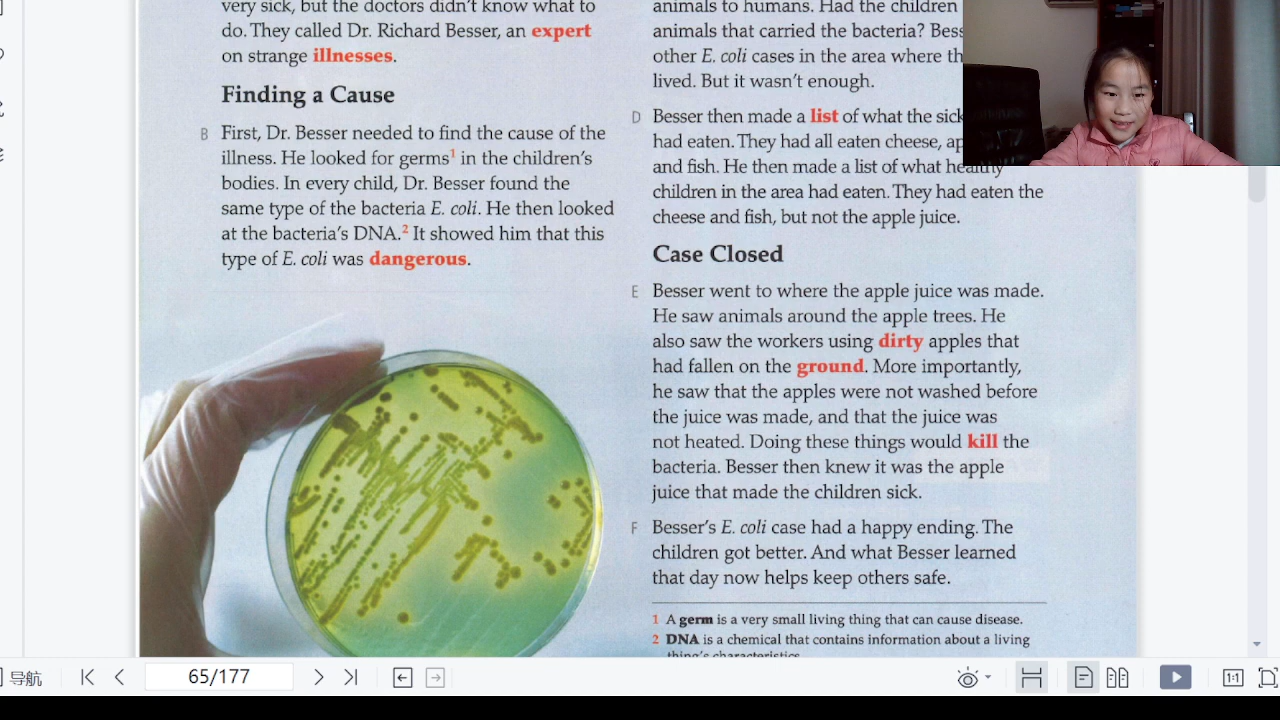 very sick, but the doctors didn't know what to
do. They called Dr. Richard Besser, an expert
on strange illnesses.
Finding a Cause
B First, Dr. Besser needed to find the cause of the
illness. He looked for germs1 in the children's
bodies. In every child, Dr. Besser found the
same type of the bacteria E. coli. He then looked
at the bacteria's DNA.2 It showed him that this
type of E. coli was dangerous.
animals to humans. Had the children
animals that carried the bacteria?
other E. coli cases in the area where
lived. But it wasn't enough.
D Besser then made a list of what the sick
had eaten. They had all eaten cheese,
and fish. He then made a list of what healthy
children in the area had eaten. They had eaten the
cheese and fish, but not the apple juice.
Case Closed
E Besser went to where the apple juice was made.
He saw animals around the apple trees. He
also saw the workers using dirty apples that
had fallen on the ground. More importantly,
he saw that the apples were not washed before
the juice was made, and that the juice was
not heated. Doing these things would kill the
bacteria. Besser then knew it was the apple
juice that made the children sick.
F Besser's E. coli case had a happy ending. The
children got better. And what Besser learned
that day now helps keep others safe.
1 A germ is a very small living thing that can cause disease.
2 DNA is a chemical that contains information about a living
thing's characteristics
导航
65/177
1:1